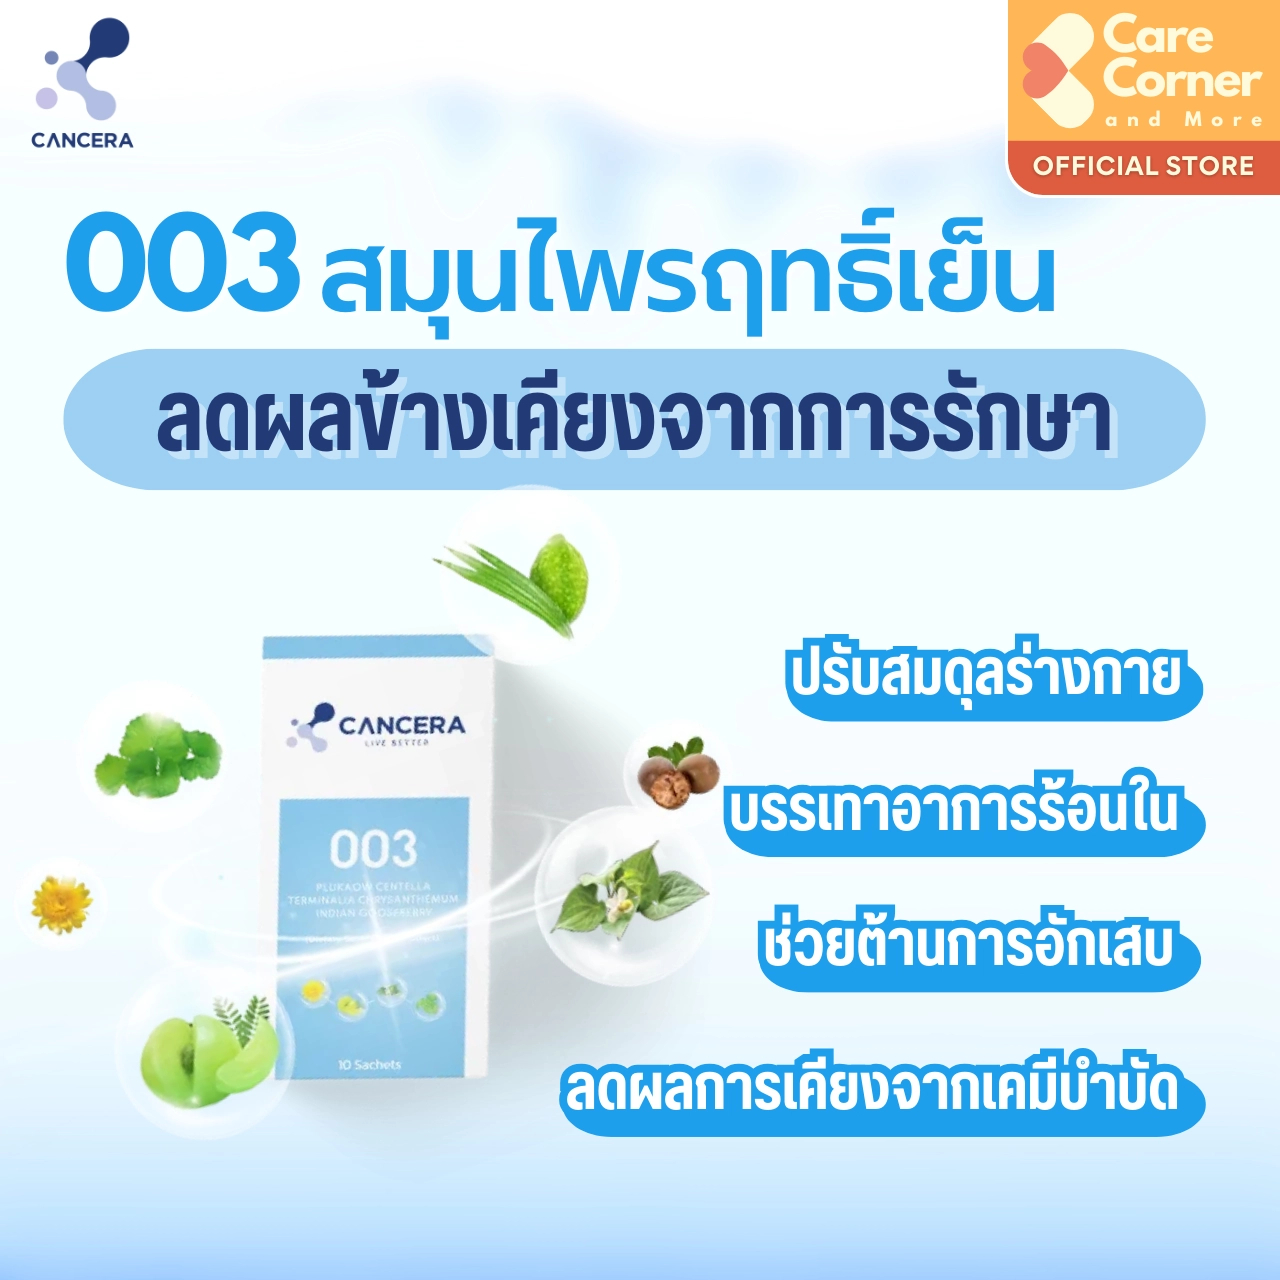 CANCERA
Care
Corner
and More
OFFICIAL STORE
003 สมุนไพรฤทธิ์เย็น
ลดผลข้างเคียงจากการรักษา
CANCERA
LIVE BETTER
003
PLUKAOW CENTELLA
TERMINALIA CHRYSANTHEMUM
INDIAN GOOSEBERRY
10 Sachets
ปรับสมดุลร่างกาย
บรรเทาอาการร้อนใน
ช่วยต้านการอักเสบ
ลดผลการเคียงจากเคมีบำบัด